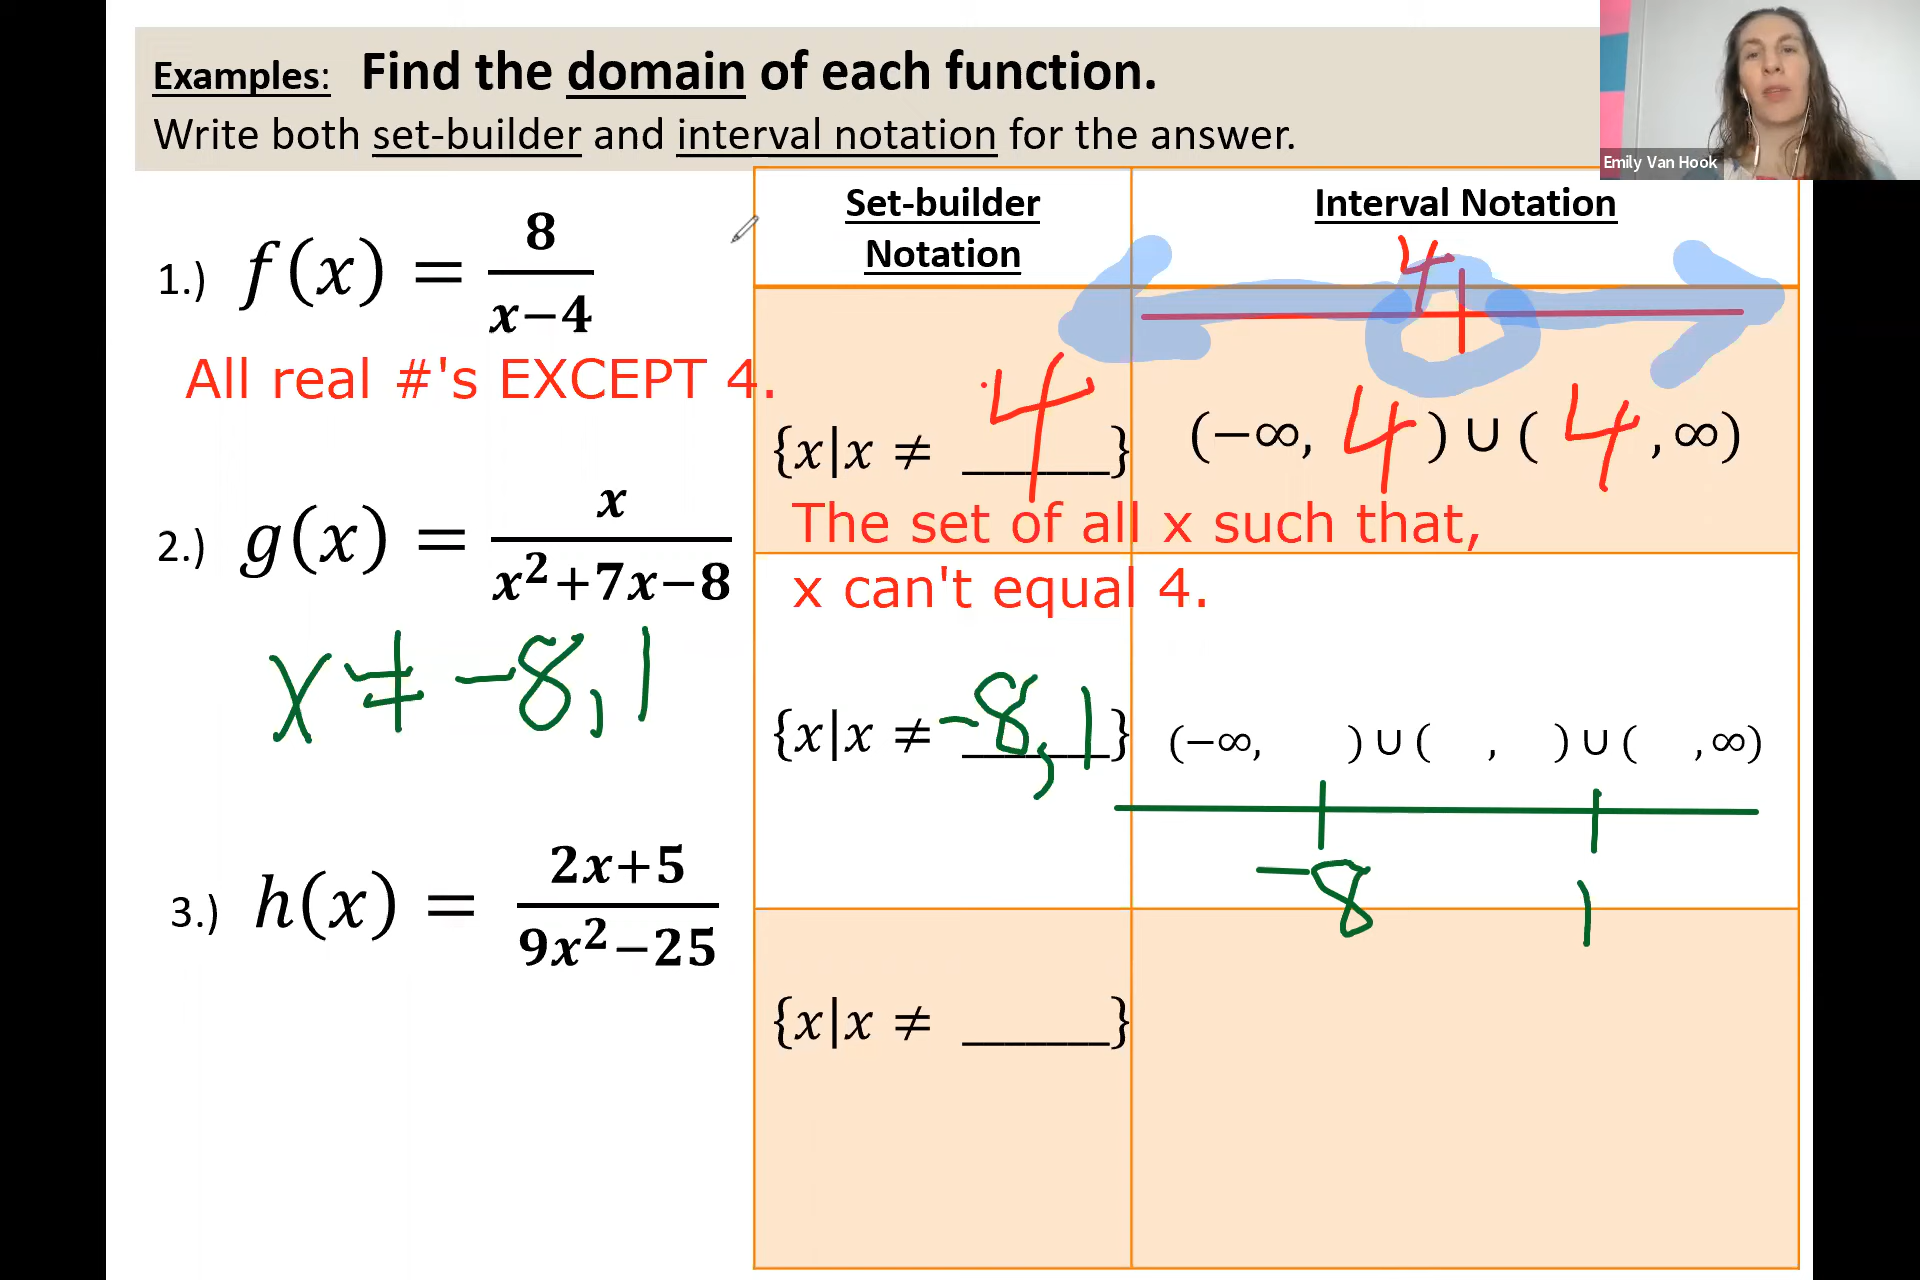 Examples: Find the domain of each function.
Write both set-builder and interval notation for the answer.
Emily Van Hook
Set-builder Notation
Interval Notation
1.) f(x) = 8/(x−4)
4
All real #'s EXCEPT 4.
{x|x ≠ 4}
(−∞, 4) ∪ (4, ∞)
The set of all x such that,
x can't equal 4.
2.) g(x) = x/(x²+7x−8)
x ≠ −8, 1
{x|x ≠ −8, 1}
(−∞, ) ∪ ( , ) ∪ ( , ∞)
−8 1
3.) h(x) = (2x+5)/(9x²−25)
{x|x ≠ ______}